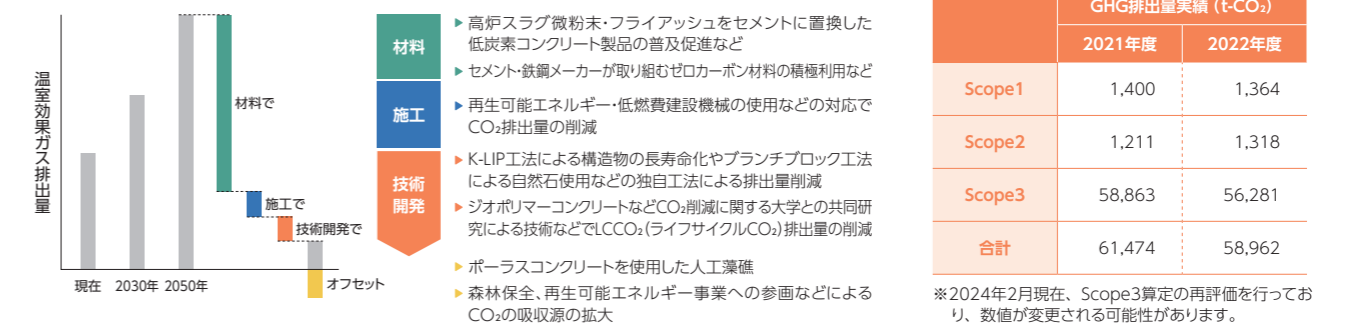 温室効果ガス排出量
材料で
施工で
技術開発で
オフセット
現在 2030年 2050年
材料
▶高炉スラグ微粉末・フライアッシュをセメントに置換した
低炭素コンクリート製品の普及促進など
▶セメント・鉄鋼メーカーが取り組むゼロカーボン材料の積極利用など
施工
▶再生可能エネルギー・低燃費建設機械の使用などの対応で
CO₂排出量の削減
技術
開発
▶K-LIP工法による構造物の長寿命化やブランチブロック工法
による自然石使用などの独自工法による排出量削減
▶ジオポリマーコンクリートなどCO₂削減に関する大学との共同研
究による技術などでLCCO₂(ライフサイクルCO₂)排出量の削減
▶ポーラスコンクリートを使用した人工藻礁
▶森林保全、再生可能エネルギー事業への参画などによる
CO₂の吸収源の拡大
GHG排出量実績(t-CO₂)
2021年度 2022年度
Scope1 1,400 1,364
Scope2 1,211 1,318
Scope3 58,863 56,281
合計 61,474 58,962
※2024年2月現在、Scope3算定の再評価を行ってお
り、数値が変更される可能性があります。